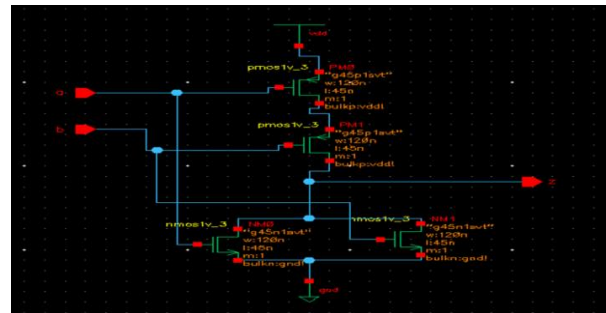 vdd
pmos1v_3 PM0
"g45p1svt"
w:120n
l:45n
m:1
bulkp:vdd!
a
b
pmos1v_3 PM1
"g45p1svt"
w:120n
l:45n
m:1
bulkp:vdd!
nmos1v_3 NM0
"g45n1svt"
w:120n
l:45n
m:1
bulkn:gnd!
nmos1v_3 NM1
"g45n1svt"
w:120n
l:45n
m:1
bulkn:gnd!
gnd